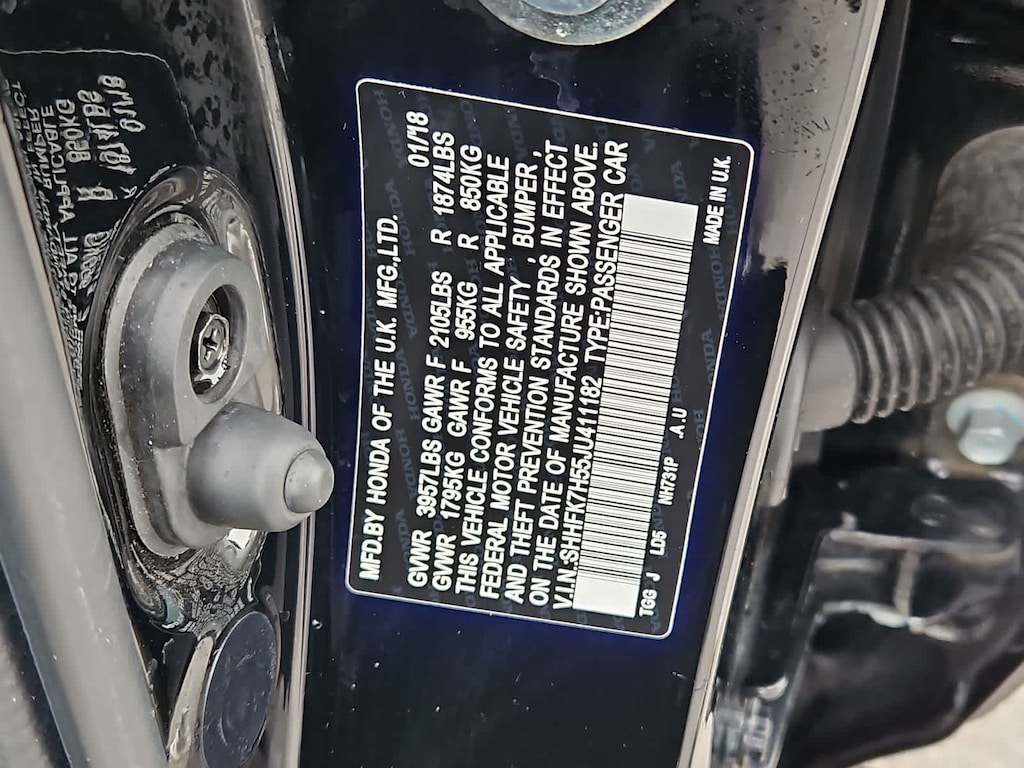 MFD.BY HONDA OF THE U.K. MFG.,LTD. 01/18
GVWR 3957LBS GAWR F 2105LBS R 1874LBS
GVWR 1795KG GAWR F 955KG R 850KG
THIS VEHICLE CONFORMS TO ALL APPLICABLE
FEDERAL MOTOR VEHICLE SAFETY , BUMPER ,
AND THEFT PREVENTION STANDARDS IN EFFECT
ON THE DATE OF MANUFACTURE SHOWN ABOVE.
V.I.N.:SHHFK7H55JU411182 TYPE:PASSENGER CAR
TGG J LD5 NH731P .A.U MADE IN U.K.